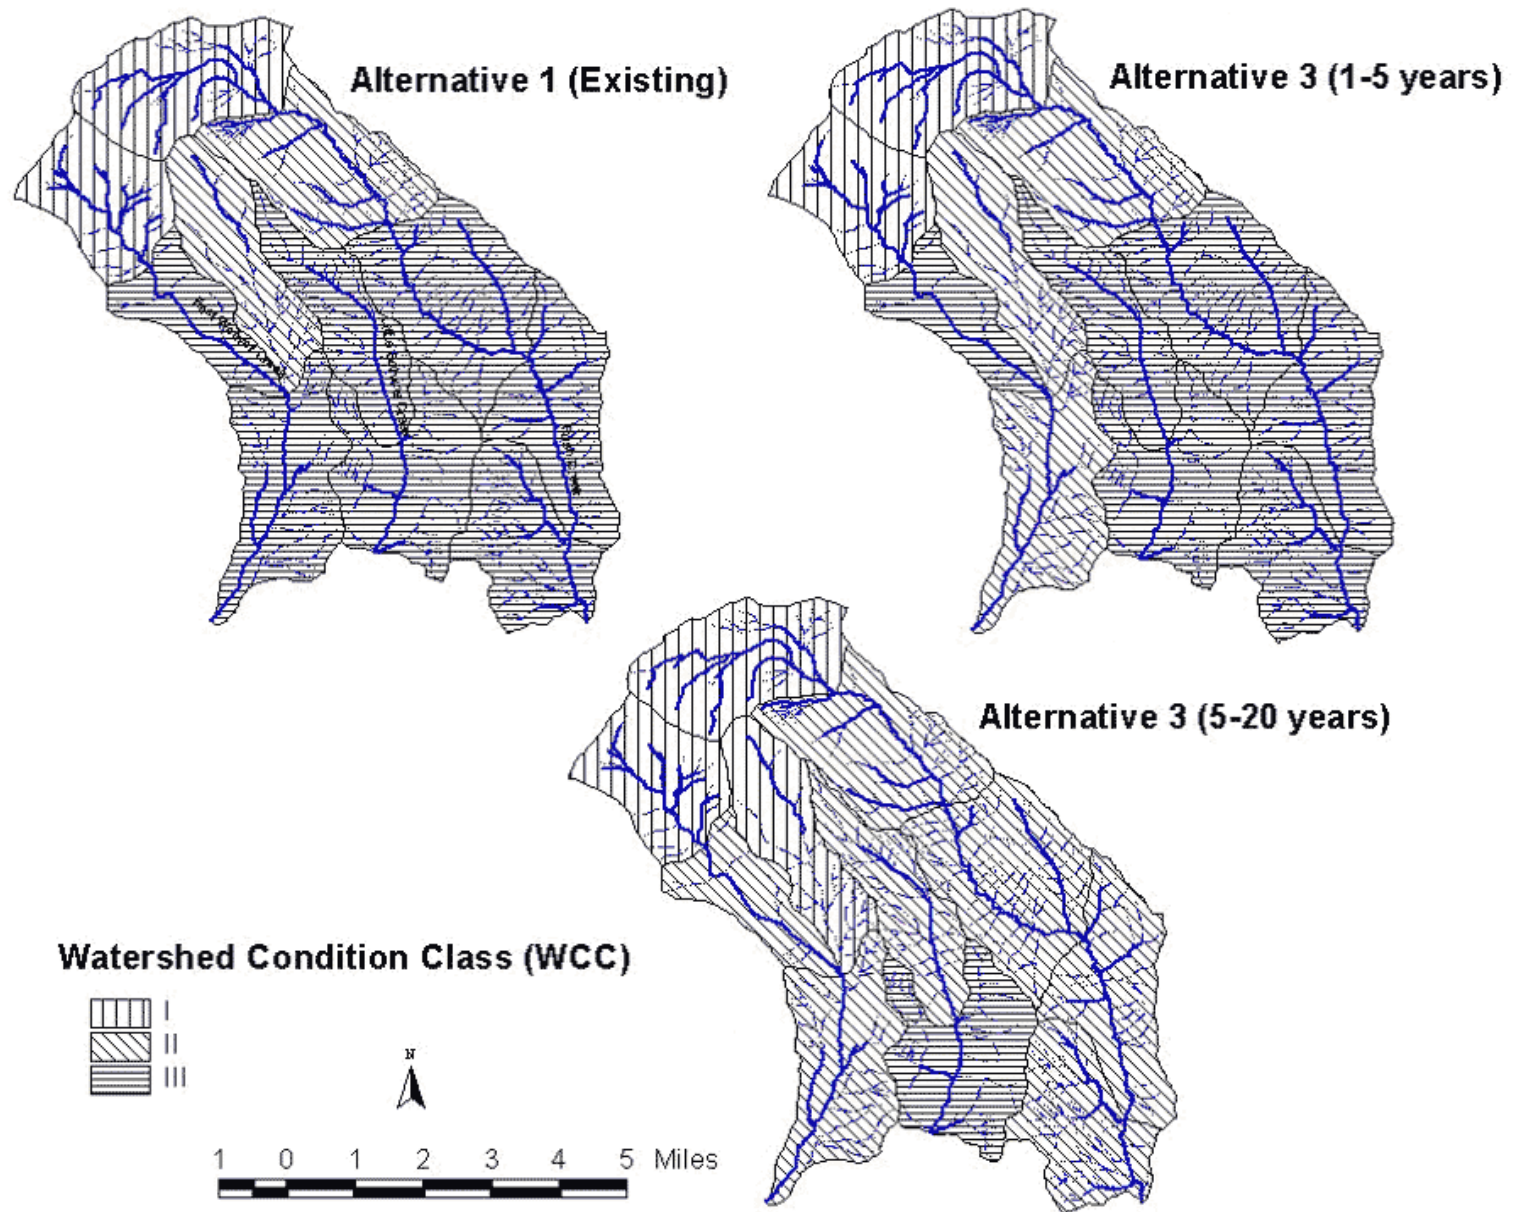 Alternative 1 (Existing)
Alternative 3 (1-5 years)
Alternative 3 (5-20 years)
Watershed Condition Class (WCC)
I
II
III
N
1 0 1 2 3 4 5 Miles